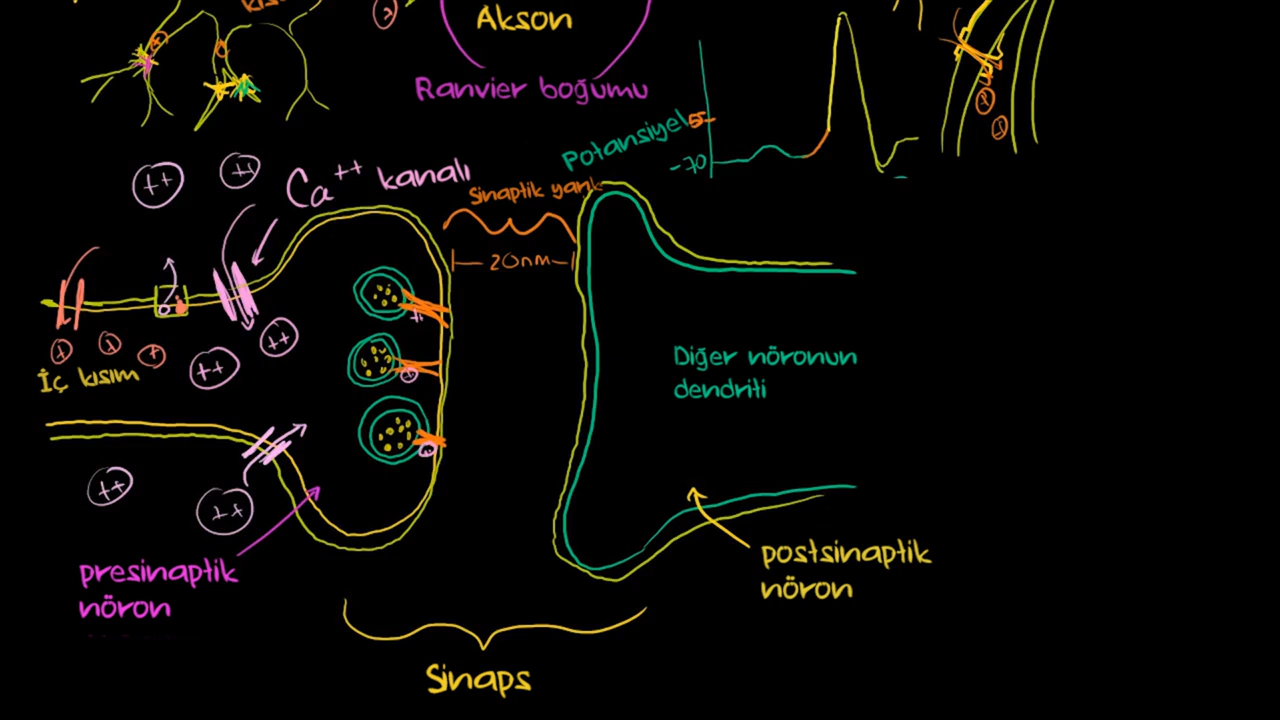 Akson
Ranvier boğumu
Potansiyel
55
-70
++
++
Ca++ kanalı
Sinaptik yarık
20nm
+
+
+
++
++
İç kısım
Diğer nöronun
dendriti
++
++
presinaptik
nöron
postsinaptik
nöron
Sinaps